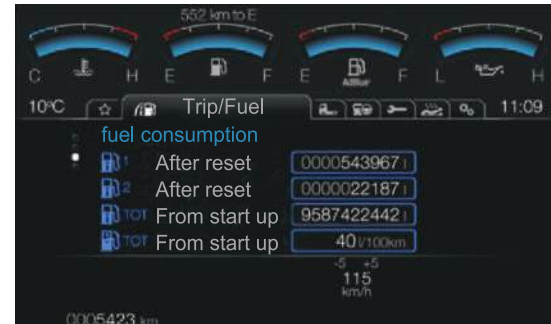 552 km to E
C H E F E AdBlue F L H
10°C Trip/Fuel 11:09
fuel consumption
1 After reset 0000543967 l
2 After reset 0000022187 l
TOT From start up 9587422442 l
TOT From start up 40 l/100km
-5 +5
115
km/h
0005423 km